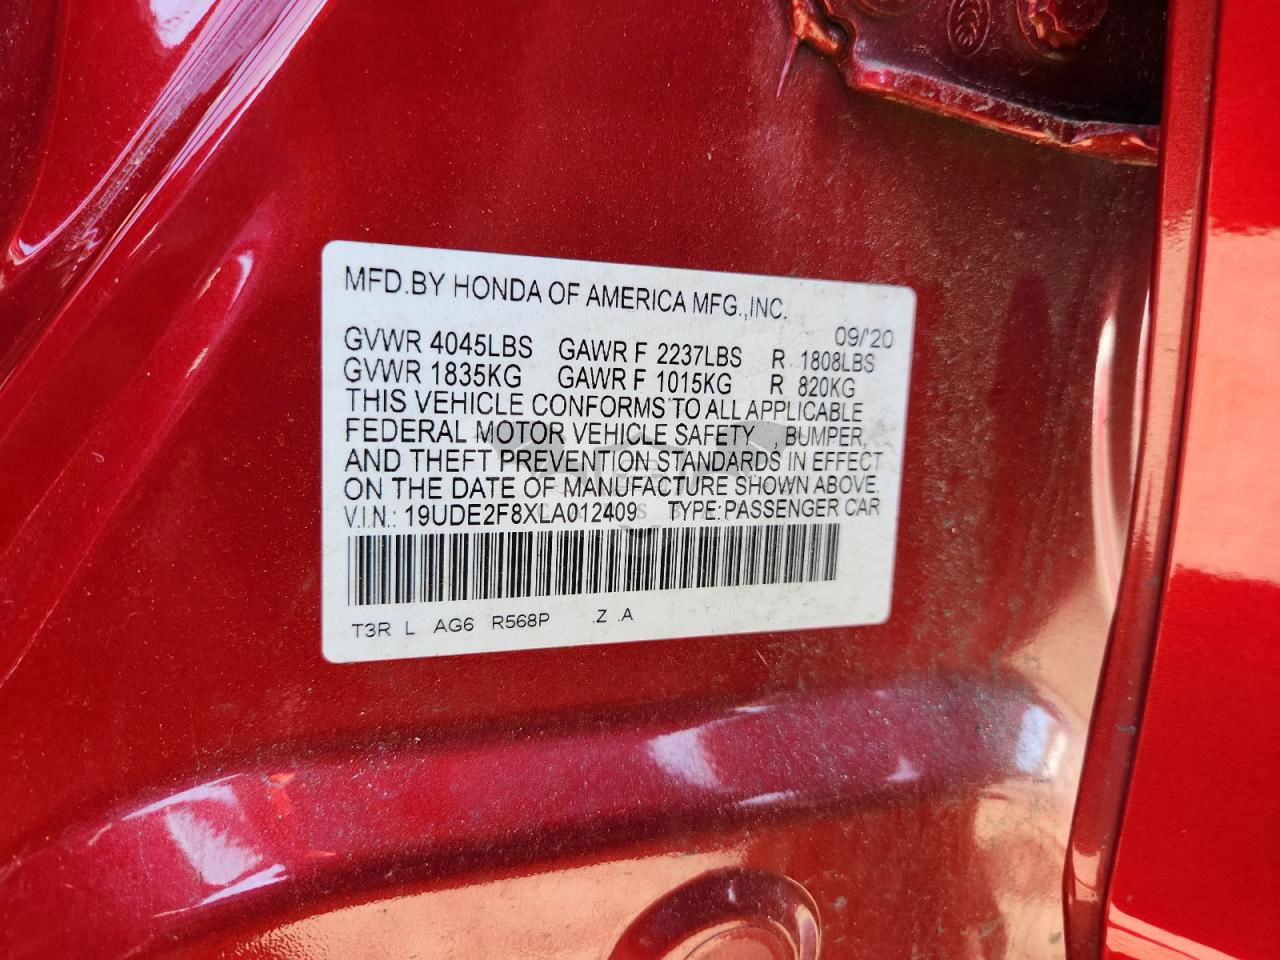 MFD.BY HONDA OF AMERICA MFG.,INC.
09/'20
GVWR 4045LBS GAWR F 2237LBS R 1808LBS
GVWR 1835KG GAWR F 1015KG R 820KG
THIS VEHICLE CONFORMS TO ALL APPLICABLE
FEDERAL MOTOR VEHICLE SAFETY , BUMPER,
AND THEFT PREVENTION STANDARDS IN EFFECT
ON THE DATE OF MANUFACTURE SHOWN ABOVE.
V.I.N.: 19UDE2F8XLA012409 TYPE: PASSENGER CAR
T3R L AG6 R568P .Z .A